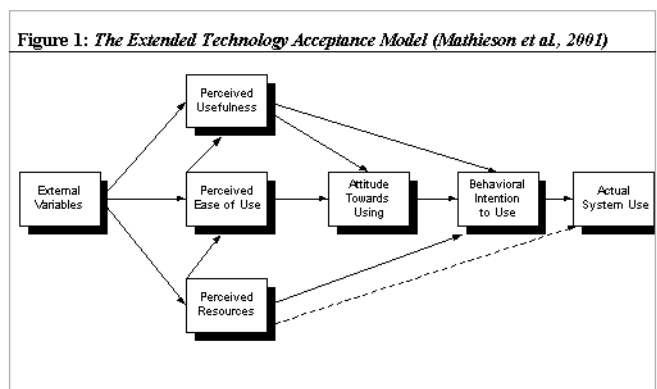 Figure 1: The Extended Technology Acceptance Model (Mathieson et al., 2001)
Perceived
Usefulness
External
Variables
Perceived
Ease of Use
Attitude
Towards
Using
Behavioral
Intention
to Use
Actual
System Use
Perceived
Resources